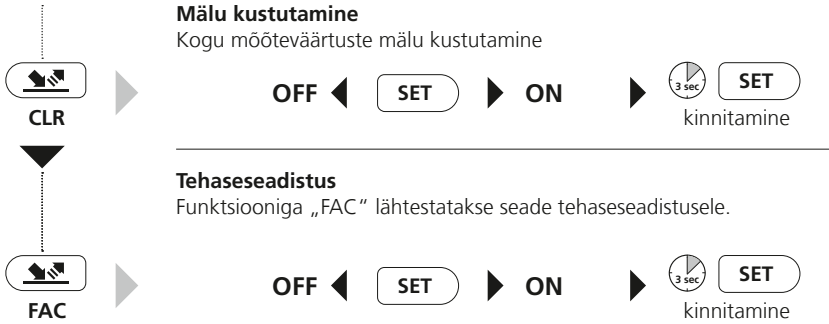 Mälu kustutamine
Kogu mõõteväärtuste mälu kustutamine
OFF SET ON 3 sec SET
CLR kinnitamine
Tehaseseadistus
Funktsiooniga „FAC“ lähtestatakse seade tehaseseadistusele.
OFF SET ON 3 sec SET
FAC kinnitamine